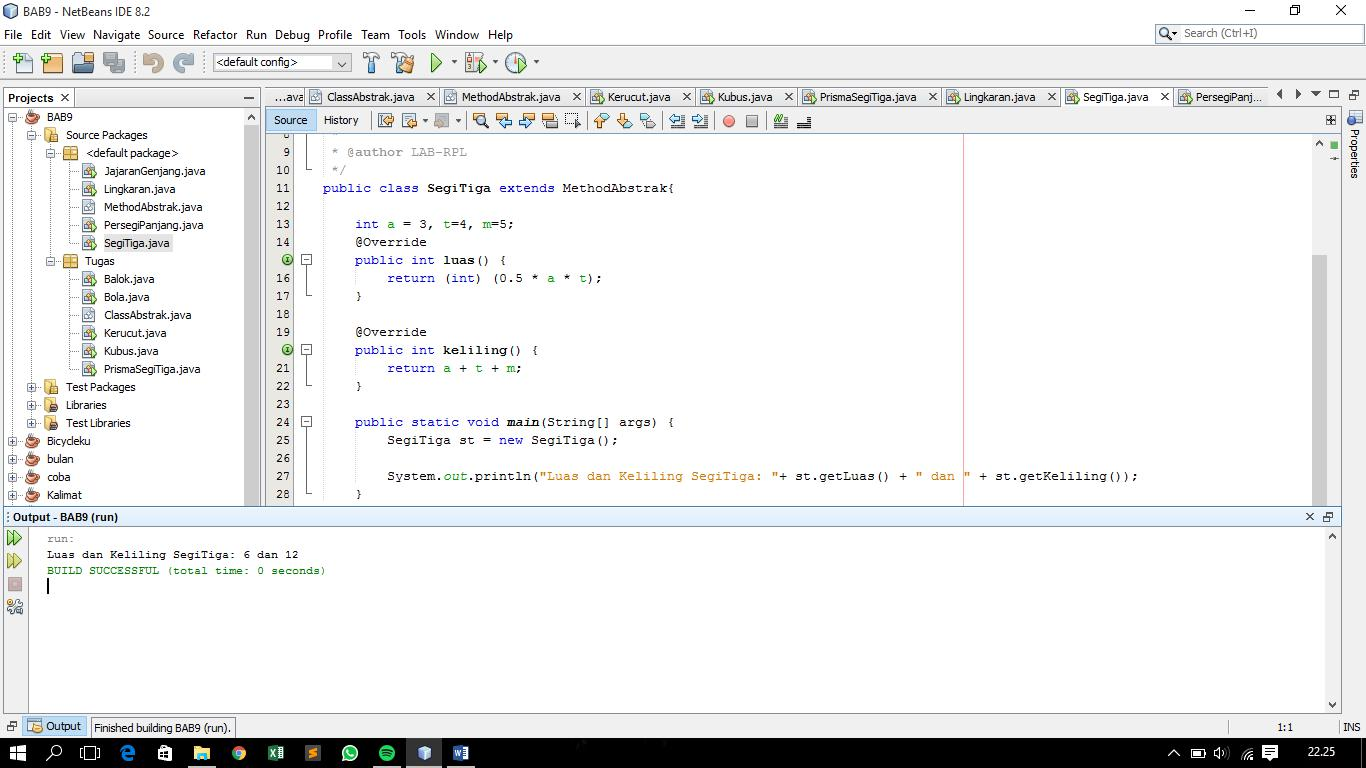 BAB9 - NetBeans IDE 8.2
File Edit View Navigate Source Refactor Run Debug Profile Team Tools Window Help
Search (Ctrl+I)
<default config>
Projects
...ava ClassAbstrak.java MethodAbstrak.java Kerucut.java Kubus.java PrismaSegiTiga.java Lingkaran.java SegiTiga.java PersegiPanj...
BAB9
Source Packages
<default package>
JajaranGenjang.java
Lingkaran.java
MethodAbstrak.java
PersegiPanjang.java
SegiTiga.java
Tugas
Balok.java
Bola.java
ClassAbstrak.java
Kerucut.java
Kubus.java
PrismaSegiTiga.java
Test Packages
Libraries
Test Libraries
Bicycleku
bulan
coba
Kalimat
Source History
8 *
9 * @author LAB-RPL
10 */
11 public class SegiTiga extends MethodAbstrak{
12
13 int a = 3, t=4, m=5;
14 @Override
public int luas() {
16 return (int) (0.5 * a * t);
17 }
18
19 @Override
public int keliling() {
21 return a + t + m;
22 }
23
24 public static void main(String[] args) {
25 SegiTiga st = new SegiTiga();
26
27 System.out.println("Luas dan Keliling SegiTiga: "+ st.getLuas() + " dan " + st.getKeliling());
28 }
Properties
Output - BAB9 (run)
run:
Luas dan Keliling SegiTiga: 6 dan 12
BUILD SUCCESSFUL (total time: 0 seconds)
Output
Finished building BAB9 (run).
1:1 INS
22.25